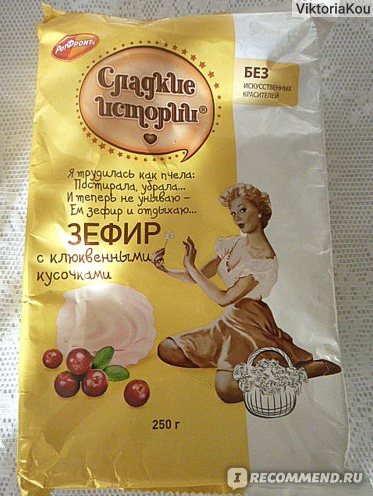 ViktoriaKou
РотФронт®
Сладкие
истории®
БЕЗ
ИСКУССТВЕННЫХ
КРАСИТЕЛЕЙ
Я трудилась как пчела:
Постирала, убрала...
И теперь не унываю –
Ем зефир и отдыхаю...
ЗЕФИР
с клюквенными
кусочками
250 г
I RECOMMEND.RU